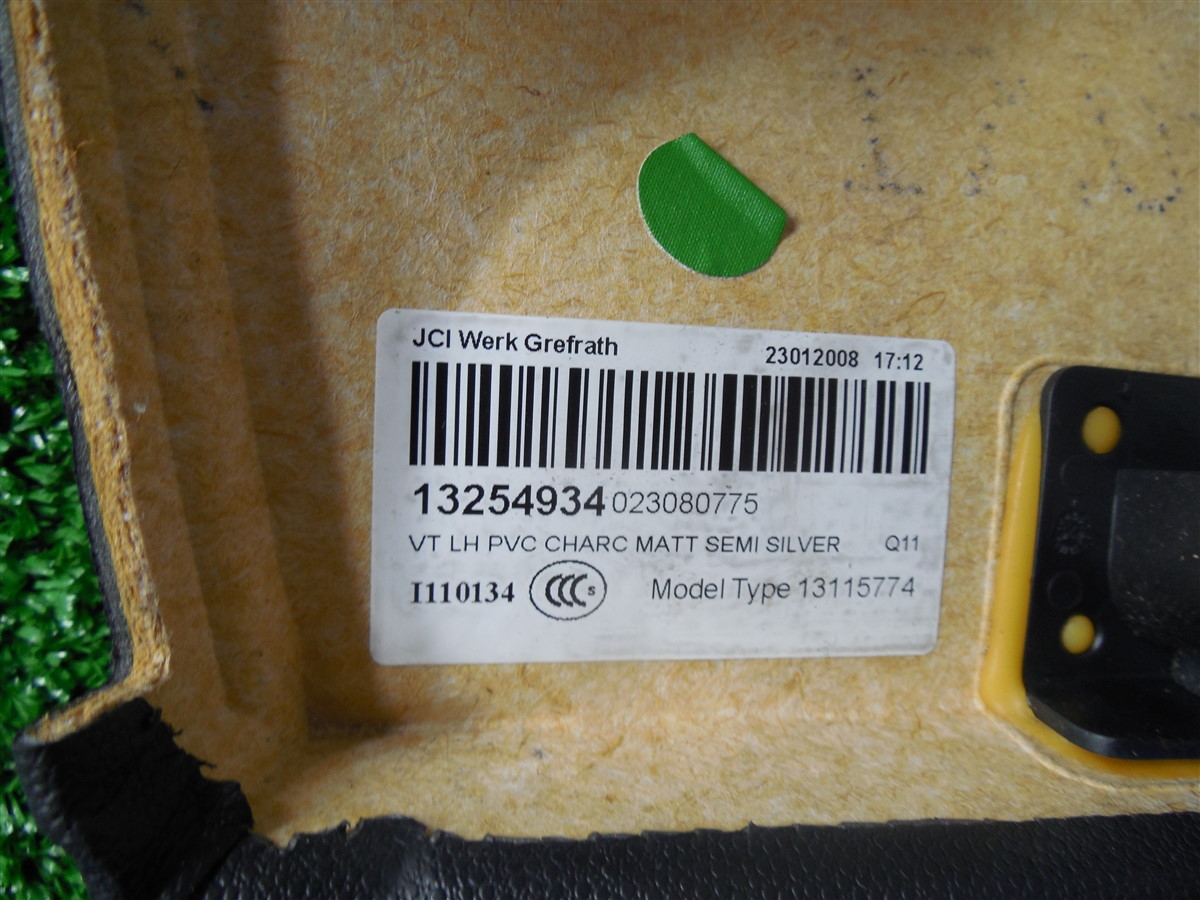 JCI Werk Grefrath 23012008 17:12
13254934 023080775
VT LH PVC CHARC MATT SEMI SILVER Q11
I110134 CCC S Model Type 13115774